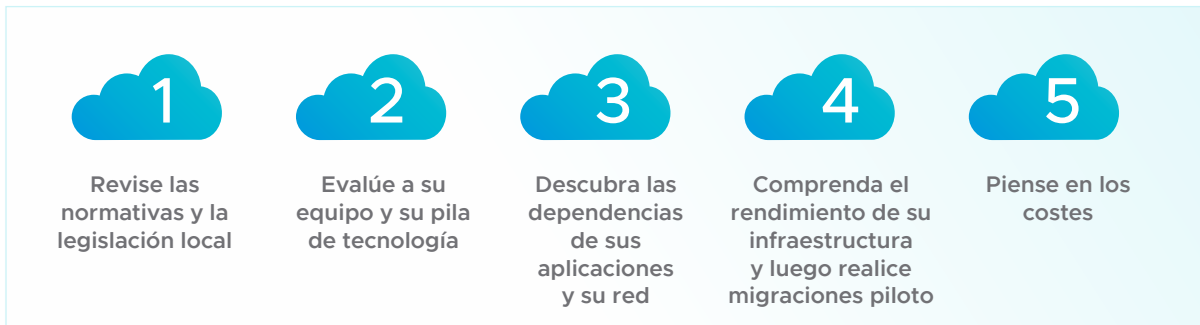 1
Revise las
normativas y la
legislación local
2
Evalúe a su
equipo y su pila
de tecnología
3
Descubra las
dependencias
de sus
aplicaciones
y su red
4
Comprenda el
rendimiento de su
infraestructura
y luego realice
migraciones piloto
5
Piense en los
costes